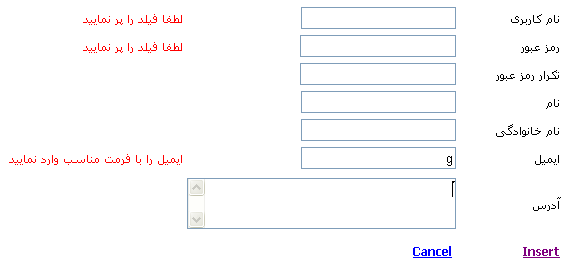 نام کاربری لطفا فیلد را پر نمایید
رمز عبور لطفا فیلد را پر نمایید
تکرار رمز عبور
نام
نام خانوادگی
ایمیل g ایمیل را با فرمت مناسب وارد نمایید
آدرس
Insert Cancel